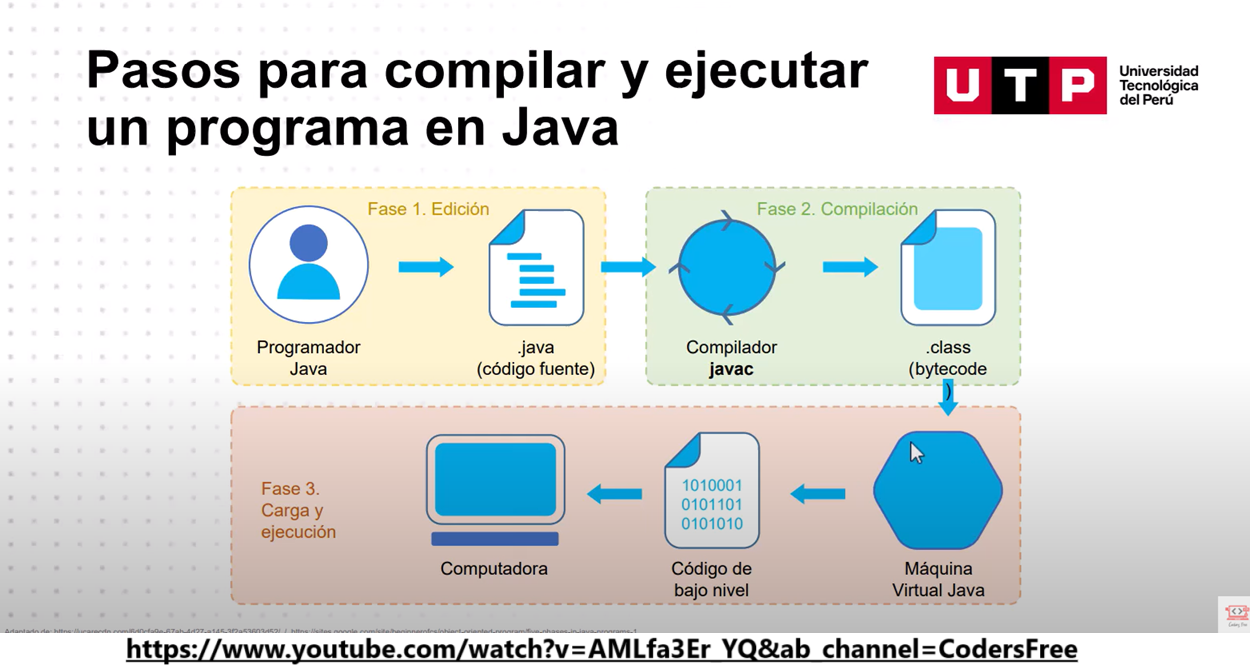 Pasos para compilar y ejecutar
un programa en Java
UTP
Universidad
Tecnológica
del Perú
Fase 1. Edición
Programador
Java
.java
(código fuente)
Fase 2. Compilación
Compilador
javac
.class
(bytecode
)
Fase 3.
Carga y
ejecución
Computadora
1010001
0101101
0101010
Código de
bajo nivel
Máquina
Virtual Java
Adaptado de:
https://www.youtube.com/watch?v=AMLfa3Er_YQ&ab_channel=CodersFree